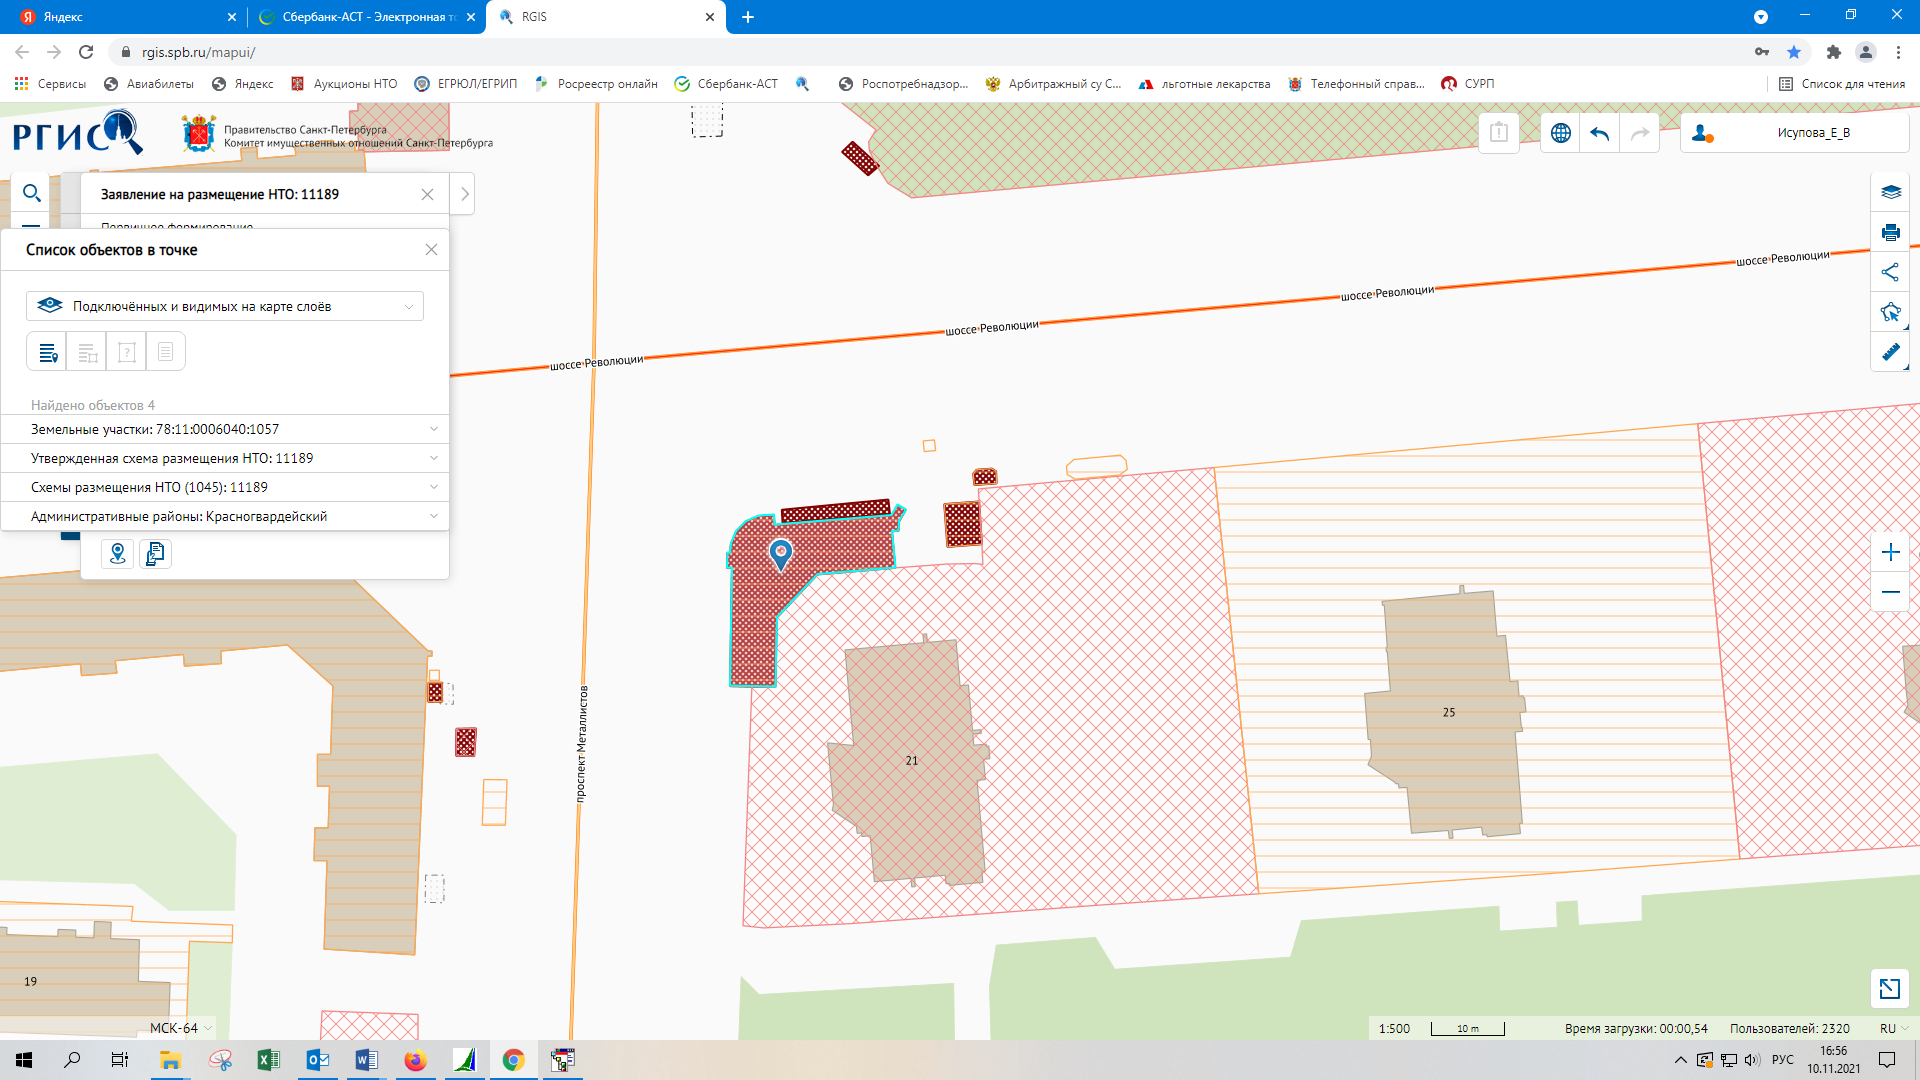 Яндекс
Сбербанк-АСТ - Электронная то
RGIS
rgis.spb.ru/mapui/
Сервисы
Авиабилеты
Яндекс
Аукционы НТО
ЕГРЮЛ/ЕГРИП
Росреестр онлайн
Сбербанк-АСТ
Роспотребнадзор...
Арбитражный су С...
льготные лекарства
Телефонный справ...
СУРП
Список для чтения
РГИС
Правительство Санкт-Петербурга
Комитет имущественных отношений Санкт-Петербурга
Исупова_Е_В
Заявление на размещение НТО: 11189
Первичное формирование
Список объектов в точке
Подключённых и видимых на карте слоёв
Найдено объектов 4
Земельные участки: 78:11:0006040:1057
Утвержденная схема размещения НТО: 11189
Схемы размещения НТО (1045): 11189
Административные районы: Красногвардейский
шоссе Революции
шоссе Революции
шоссе Революции
шоссе Революции
проспект Металлистов
21
25
19
МСК-64
1:500
10 m
Время загрузки: 00:00,54
Пользователей: 2320
RU
РУС
16:56
10.11.2021